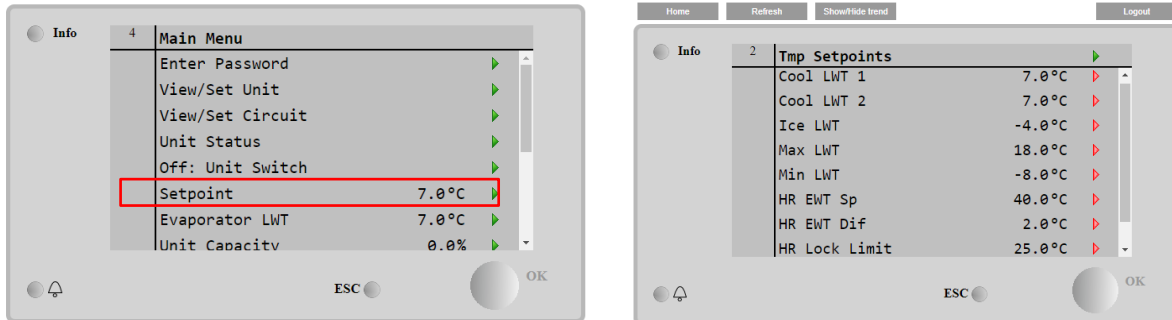 Info
4 Main Menu
Enter Password
View/Set Unit
View/Set Circuit
Unit Status
Off: Unit Switch
Setpoint 7.0°C
Evaporator LWT 7.0°C
Unit Capacity 0.0%
ESC
OK
Home Refresh Show/Hide trend Logout
Info
2 Tmp Setpoints
Cool LWT 1 7.0°C
Cool LWT 2 7.0°C
Ice LWT -4.0°C
Max LWT 18.0°C
Min LWT -8.0°C
HR EWT Sp 40.0°C
HR EWT Dif 2.0°C
HR Lock Limit 25.0°C
ESC
OK